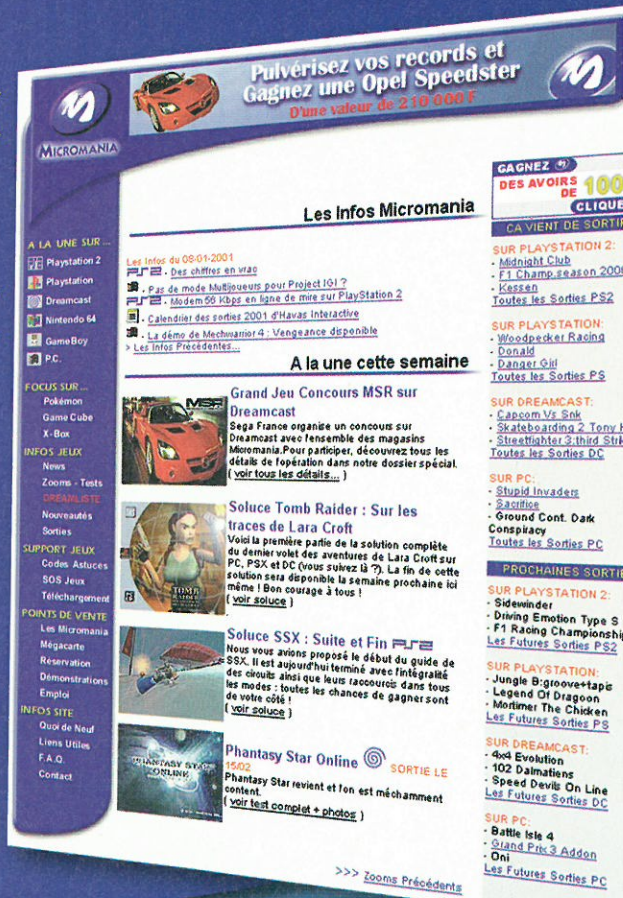 Pulvérisez vos records et
Gagnez une Opel Speedster
D'une valeur de 210 000 F
MICROMANIA
A LA UNE SUR ...
Playstation 2
Playstation
Dreamcast
Nintendo 64
GameBoy
P.C.
FOCUS SUR ...
Pokémon
Game Cube
X-Box
INFOS JEUX
News
Zooms - Tests
DREAMLISTE
Nouveautés
Sorties
SUPPORT JEUX
Codes Astuces
SOS Jeux
Téléchargement
POINTS DE VENTE
Les Micromania
Mégacarte
Réservation
Démonstrations
Emploi
INFOS SITE
Quoi de Neuf
Liens Utiles
F.A.Q.
Contact
Les Infos Micromania
Les Infos du 08-01-2001
PS2 . Des chiffres en vrac
. Pas de mode Multijoueurs pour Project IGI ?
PS2 . Modem 56 Kbps en ligne de mire sur PlayStation 2
. Calendrier des sorties 2001 d'Havas Interactive
. La démo de Mechwarrior 4 : Vengeance disponible
> Les Infos Précédentes...
A la une cette semaine
MSR
Grand Jeu Concours MSR sur
Dreamcast
Sega France organise un concours sur
Dreamcast avec l'ensemble des magasins
Micromania.Pour participer, découvrez tous les
détails de l'opération dans notre dossier spécial.
( voir tous les détails... )
TOMB
RAIDER
Soluce Tomb Raider : Sur les
traces de Lara Croft
Voici la première partie de la solution complète
du dernier volet des aventures de Lara Croft sur
PC, PSX et DC (vous suivez là ?). La fin de cette
solution sera disponible la semaine prochaine ici
même ! Bon courage à tous !
( voir soluce )
Soluce SSX : Suite et Fin PS2
Nous vous avions proposé le début du guide de
SSX. Il est aujourd'hui terminé avec l'intégralité
des circuits ainsi que leurs raccourcis dans tous
les modes : toutes les chances de gagner sont
de votre côté !
( voir soluce )
PHANTASY STAR
ONLINE
Phantasy Star Online SORTIE LE
15/02
Phantasy Star revient et l'on est méchamment
content.
( voir test complet + photos )
>>> Zooms Précédents
GAGNEZ
DES AVOIRS
DE 100
CLIQUE
CA VIENT DE SORTI
SUR PLAYSTATION 2:
- Midnight Club
- F1 Champ.season 200
- Kessen
Toutes les Sorties PS2
SUR PLAYSTATION:
- Woodpecker Racing
- Donald
- Danger Girl
Toutes les Sorties PS
SUR DREAMCAST:
- Capcom Vs Snk
- Skateboarding 2 Tony H
- Streetfighter 3:third Stri
Toutes les Sorties DC
SUR PC:
- Stupid Invaders
- Sacrifice
- Ground Cont. Dark
Conspiracy
Toutes les Sorties PC
PROCHAINES SORTIE
SUR PLAYSTATION 2:
- Sidewinder
- Driving Emotion Type S
- F1 Racing Championship
Les Futures Sorties PS2
SUR PLAYSTATION:
- Jungle B:groove+tapis
- Legend Of Dragoon
- Mortimer The Chicken
Les Futures Sorties PS
SUR DREAMCAST:
- 4x4 Evolution
- 102 Dalmatiens
- Speed Devils On Line
Les Futures Sorties DC
SUR PC:
- Battle Isle 4
- Grand Prix 3 Addon
- Oni
Les Futures Sorties PC